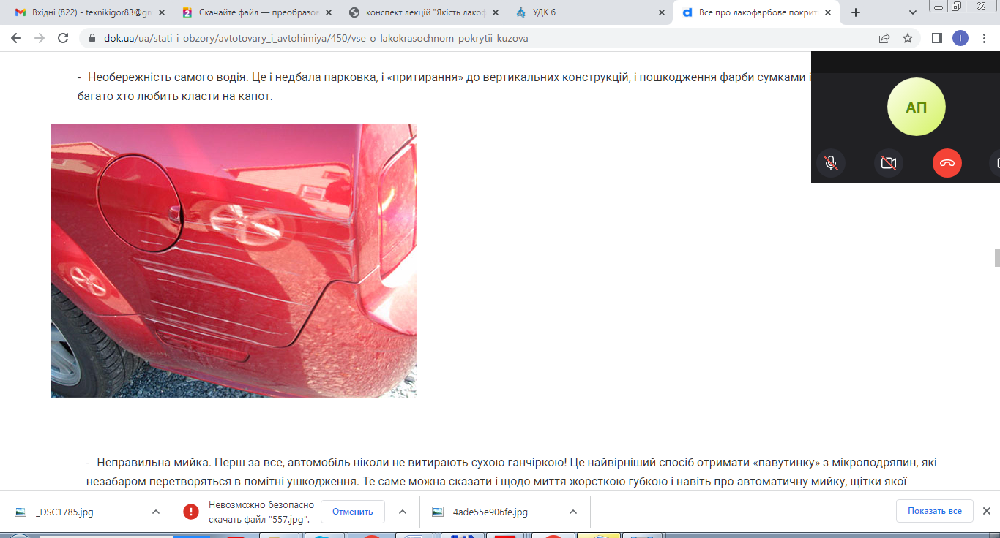 Вхідні (822) - texnikigor83@gm
Скачайте файл — преобразов
конспект лекцій "Якість лакоф
УДК 6
Все про лакофарбове покрит
dok.ua/ua/stati-i-obzory/avtotovary_i_avtohimiya/450/vse-o-lakokrasochnom-pokrytii-kuzova
І
- Необережність самого водія. Це і недбала парковка, і «притирання» до вертикальних конструкцій, і пошкодження фарби сумками і
багато хто любить класти на капот.
АП
- Неправильна мийка. Перш за все, автомобіль ніколи не витирають сухою ганчіркою! Це найвірніший спосіб отримати «павутинку» з мікроподряпин, які
незабаром перетворяться в помітні ушкодження. Те саме можна сказати і щодо миття жорсткою губкою і навіть про автоматичну мийку, щітки якої
_DSC1785.jpg
Невозможно безопасно
скачать файл "557.jpg".
Отменить
4ade55e906fe.jpg
Показать все